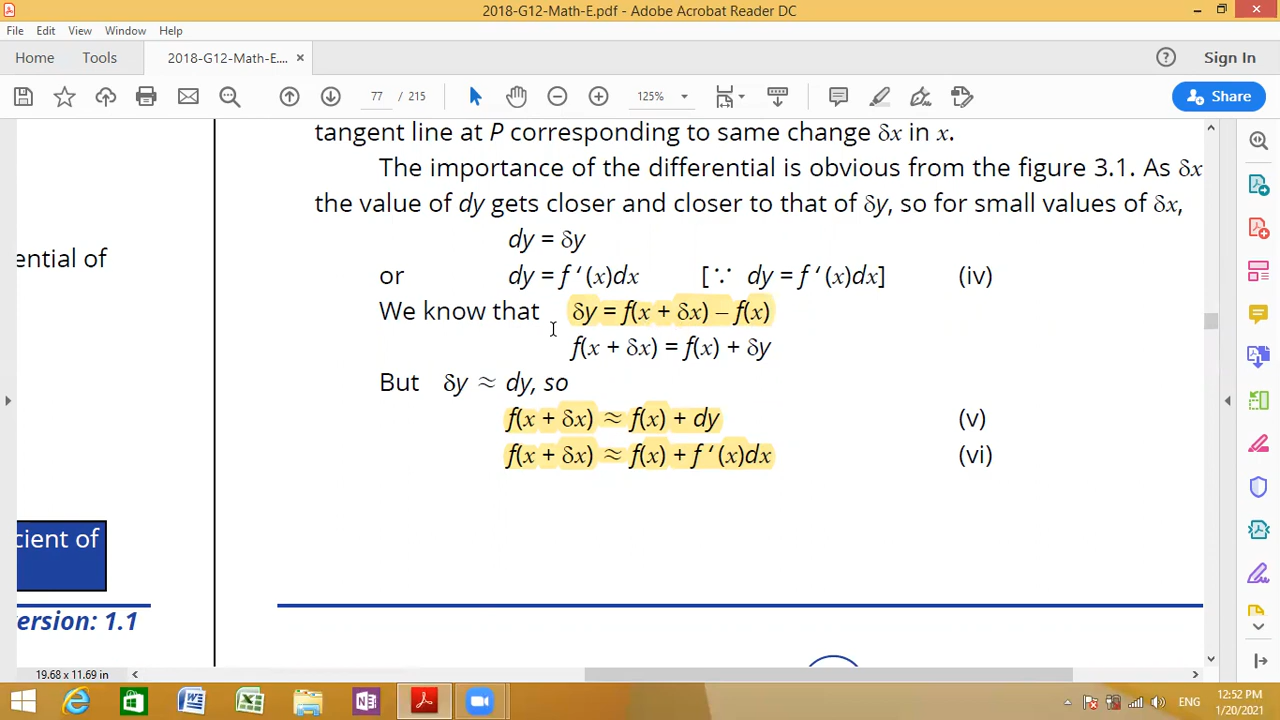 2018-G12-Math-E.pdf - Adobe Acrobat Reader DC
File Edit View Window Help
Home Tools 2018-G12-Math-E.... × Sign In
77 / 215 125% Share
tangent line at P corresponding to same change δx in x.
The importance of the differential is obvious from the figure 3.1. As δx
the value of dy gets closer and closer to that of δy, so for small values of δx,
dy = δy
or dy = f ‘ (x)dx [∵ dy = f ‘ (x)dx] (iv)
We know that δy = f(x + δx) – f(x)
f(x + δx) = f(x) + δy
But δy ≈ dy, so
f(x + δx) ≈ f(x) + dy (v)
f(x + δx) ≈ f(x) + f ‘ (x)dx (vi)
ential of
cient of
ersion: 1.1
19.68 x 11.69 in
ENG 12:52 PM
1/20/2021